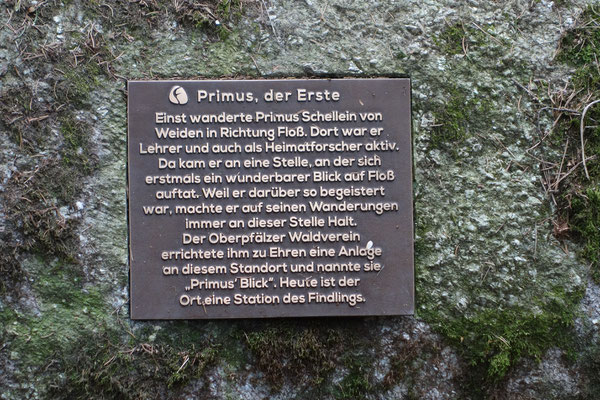 Primus, der Erste
Einst wanderte Primus Schellein von
Weiden in Richtung Floß. Dort war er
Lehrer und auch als Heimatforscher aktiv.
Da kam er an eine Stelle, an der sich
erstmals ein wunderbarer Blick auf Floß
auftat. Weil er darüber so begeistert
war, machte er auf seinen Wanderungen
immer an dieser Stelle Halt.
Der Oberpfälzer Waldverein
errichtete ihm zu Ehren eine Anlage
an diesem Standort und nannte sie
„Primus' Blick“. Heute ist der
Ort eine Station des Findlings.